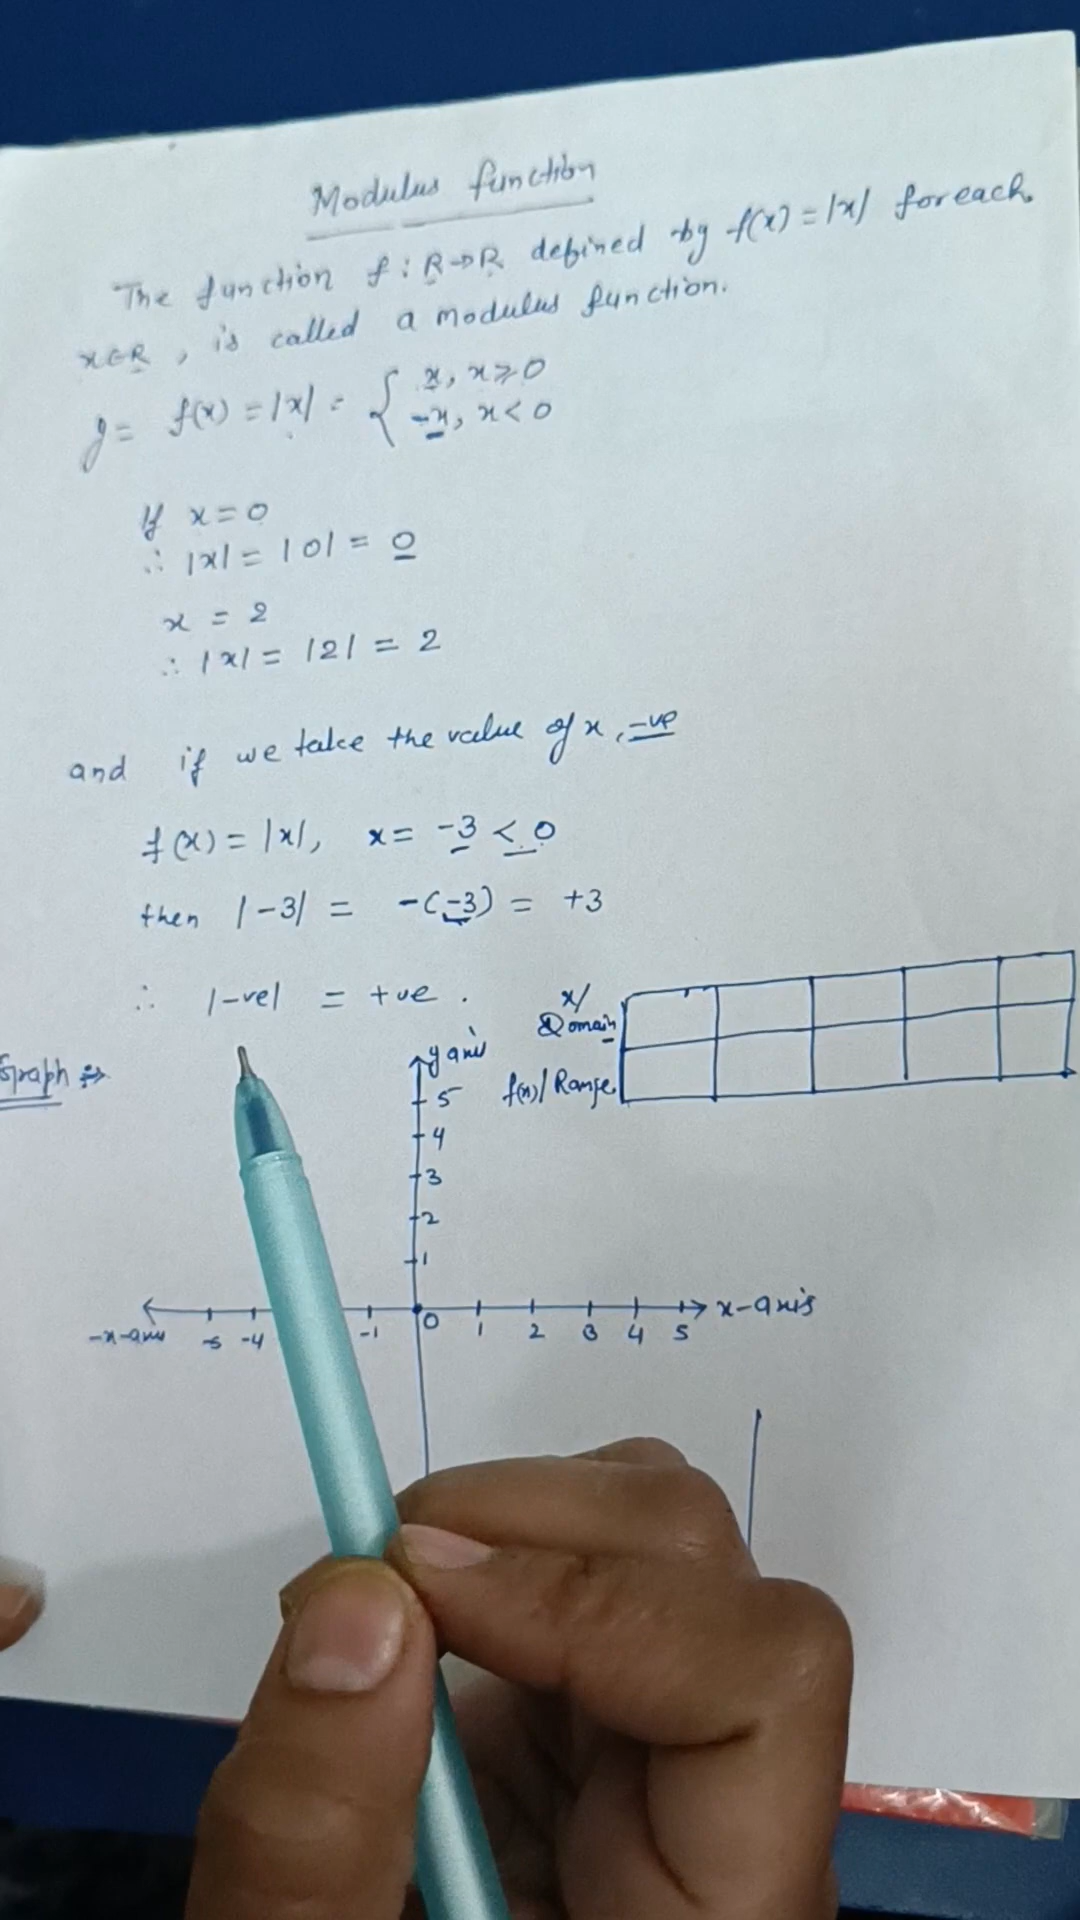 Modulus function
The function f : R→R defined by f(x) = |x| for each
x∈R, is called a modulus function.
y = f(x) = |x| = { x, x ≥ 0
-x, x < 0
If x = 0
∴ |x| = |0| = 0
x = 2
∴ |x| = |2| = 2
and if we take the value of x, -ve
f(x) = |x|, x = -3 < 0
then |-3| = -(-3) = +3
∴ |-ve| = +ve .
x/
Domain
f(x)/Range
Graph ⇒
y axis
5
4
3
2
1
x-axis
-x-axis -5 -4 -1 0 1 2 3 4 5